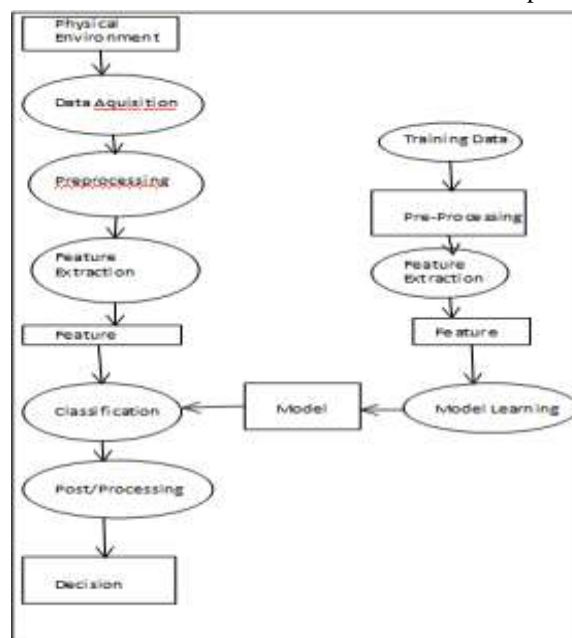 Physical
Environment
Data Aquisition
Preprocessing
Feature
Extraction
Feature
Classification
Post/Processing
Decision
Training Data
Pre-Processing
Feature
Extraction
Feature
Model Learning
Model